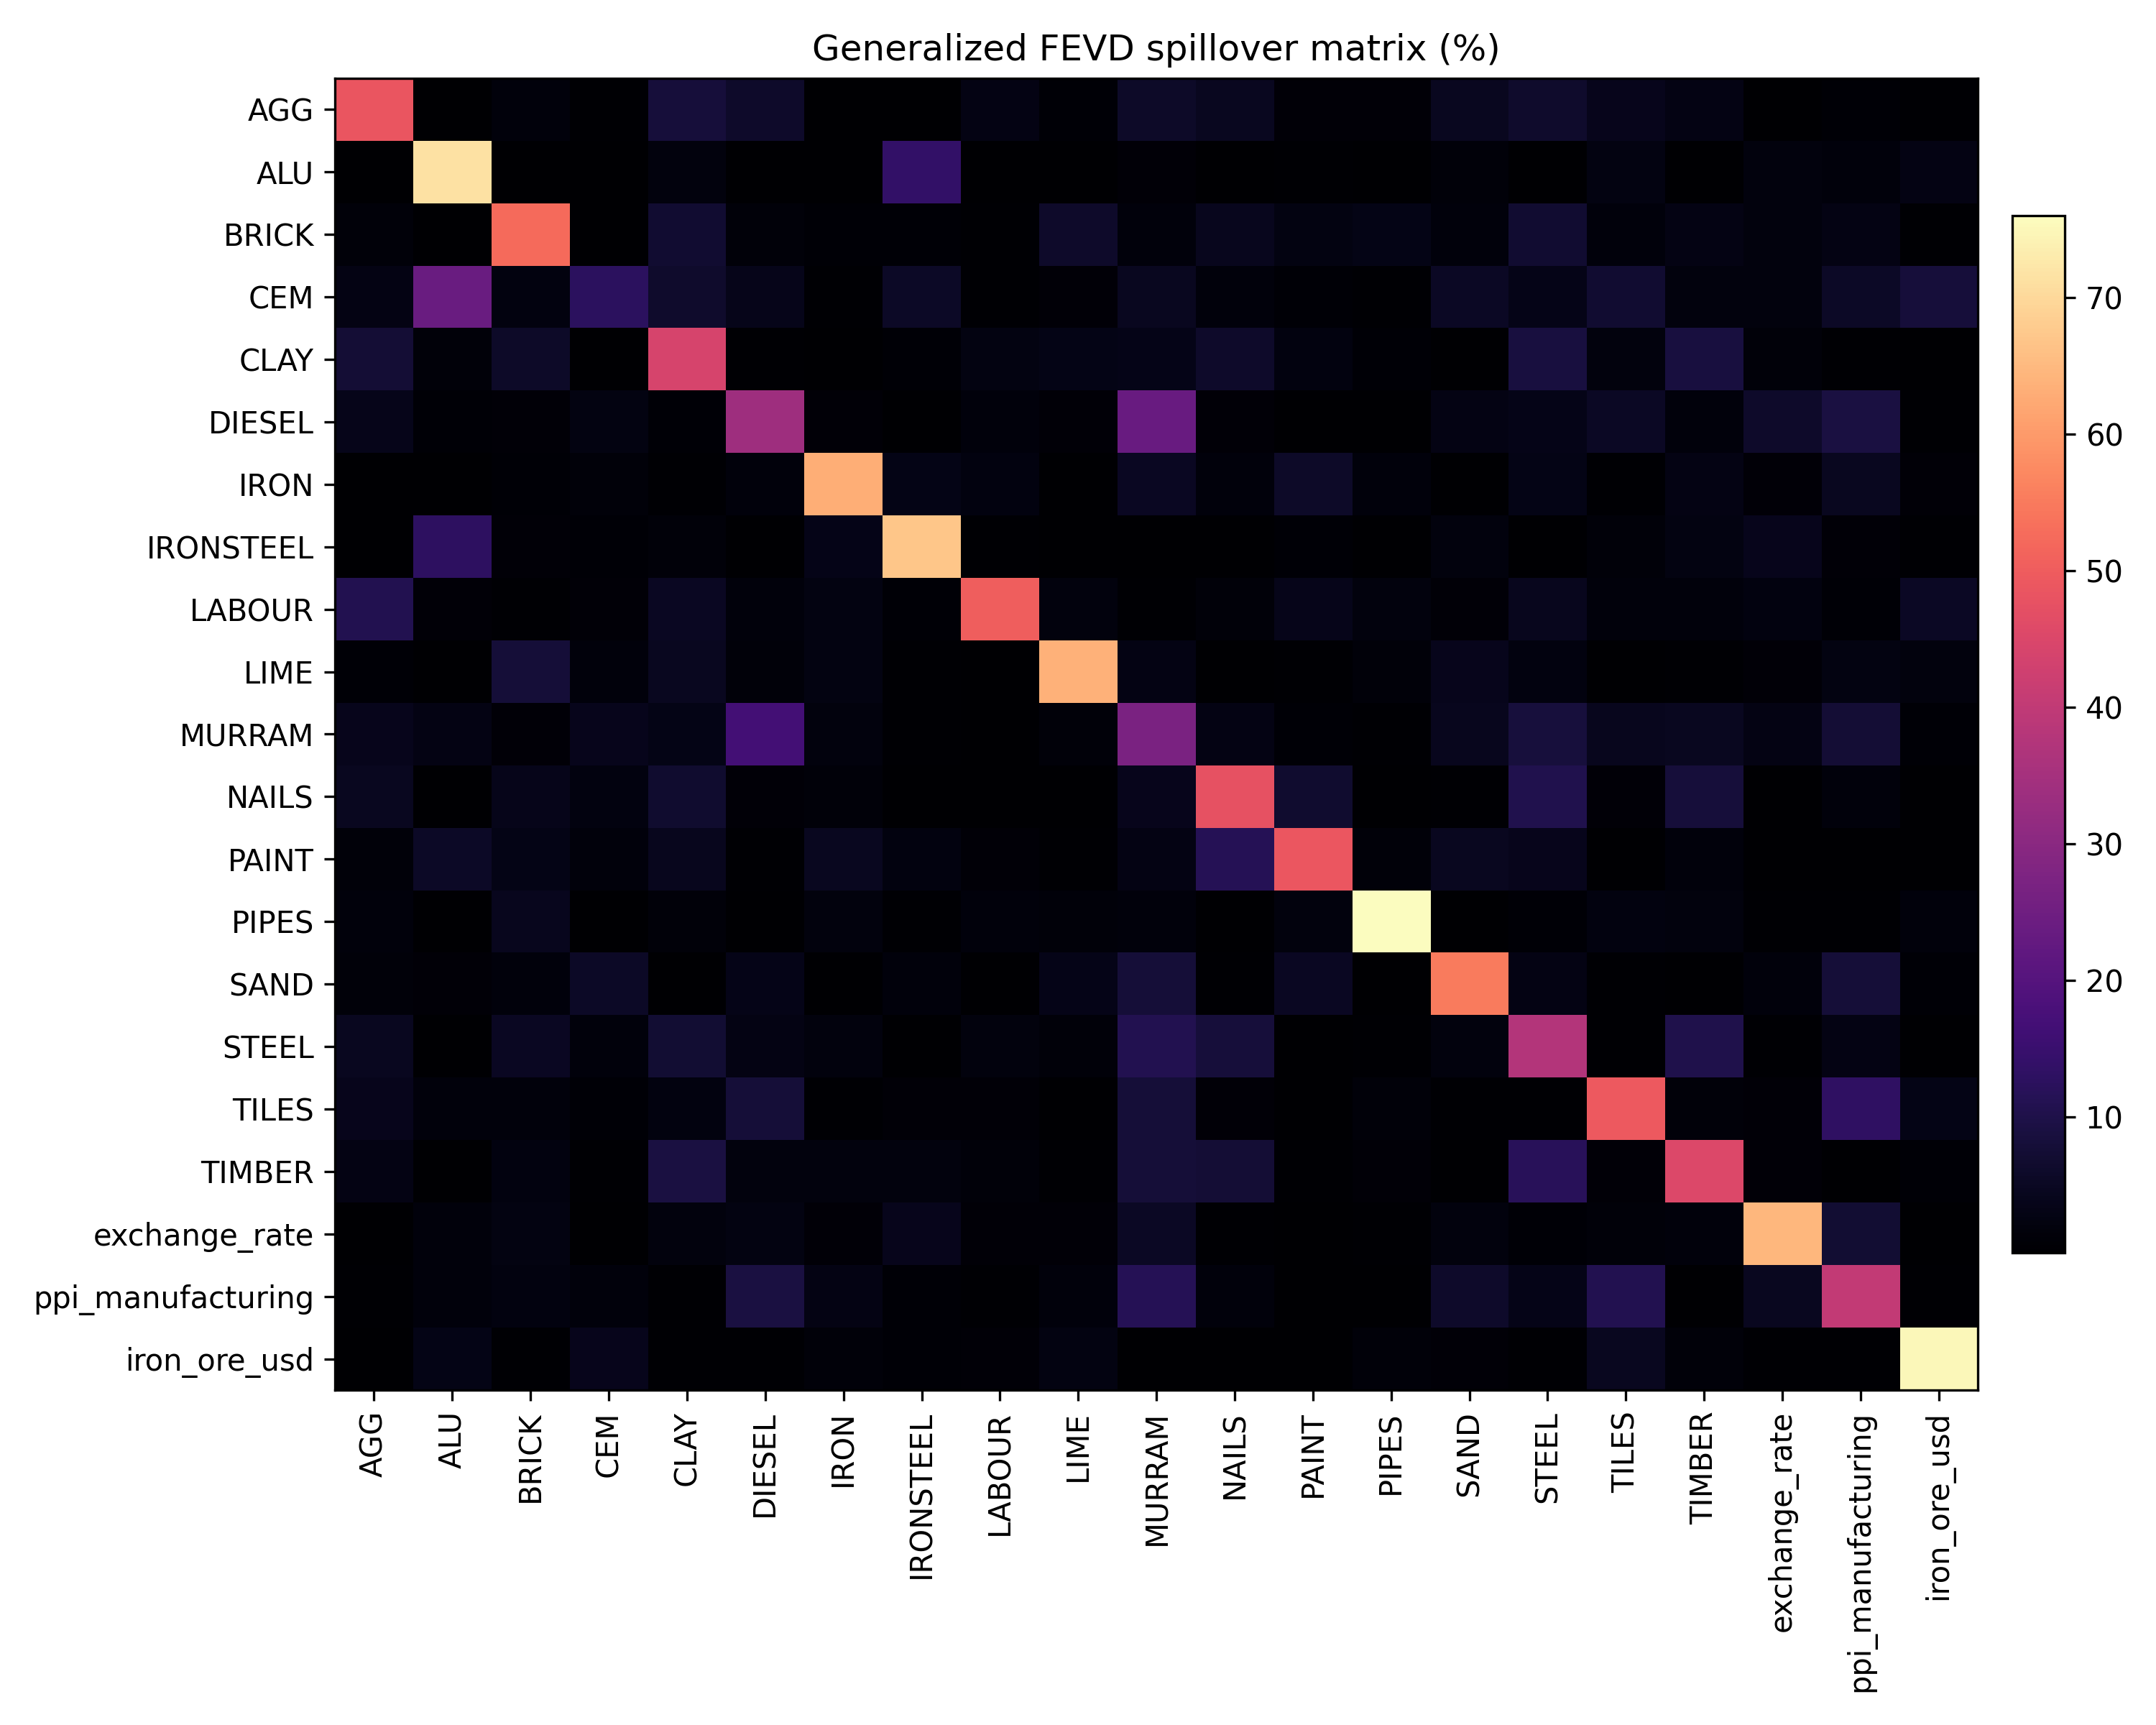 Generalized FEVD spillover matrix (%)
AGG
ALU
BRICK
CEM
CLAY
DIESEL
IRON
IRONSTEEL
LABOUR
LIME
MURRAM
NAILS
PAINT
PIPES
SAND
STEEL
TILES
TIMBER
exchange_rate
ppi_manufacturing
iron_ore_usd
AGG
ALU
BRICK
CEM
CLAY
DIESEL
IRON
IRONSTEEL
LABOUR
LIME
MURRAM
NAILS
PAINT
PIPES
SAND
STEEL
TILES
TIMBER
exchange_rate
ppi_manufacturing
iron_ore_usd
70
60
50
40
30
20
10